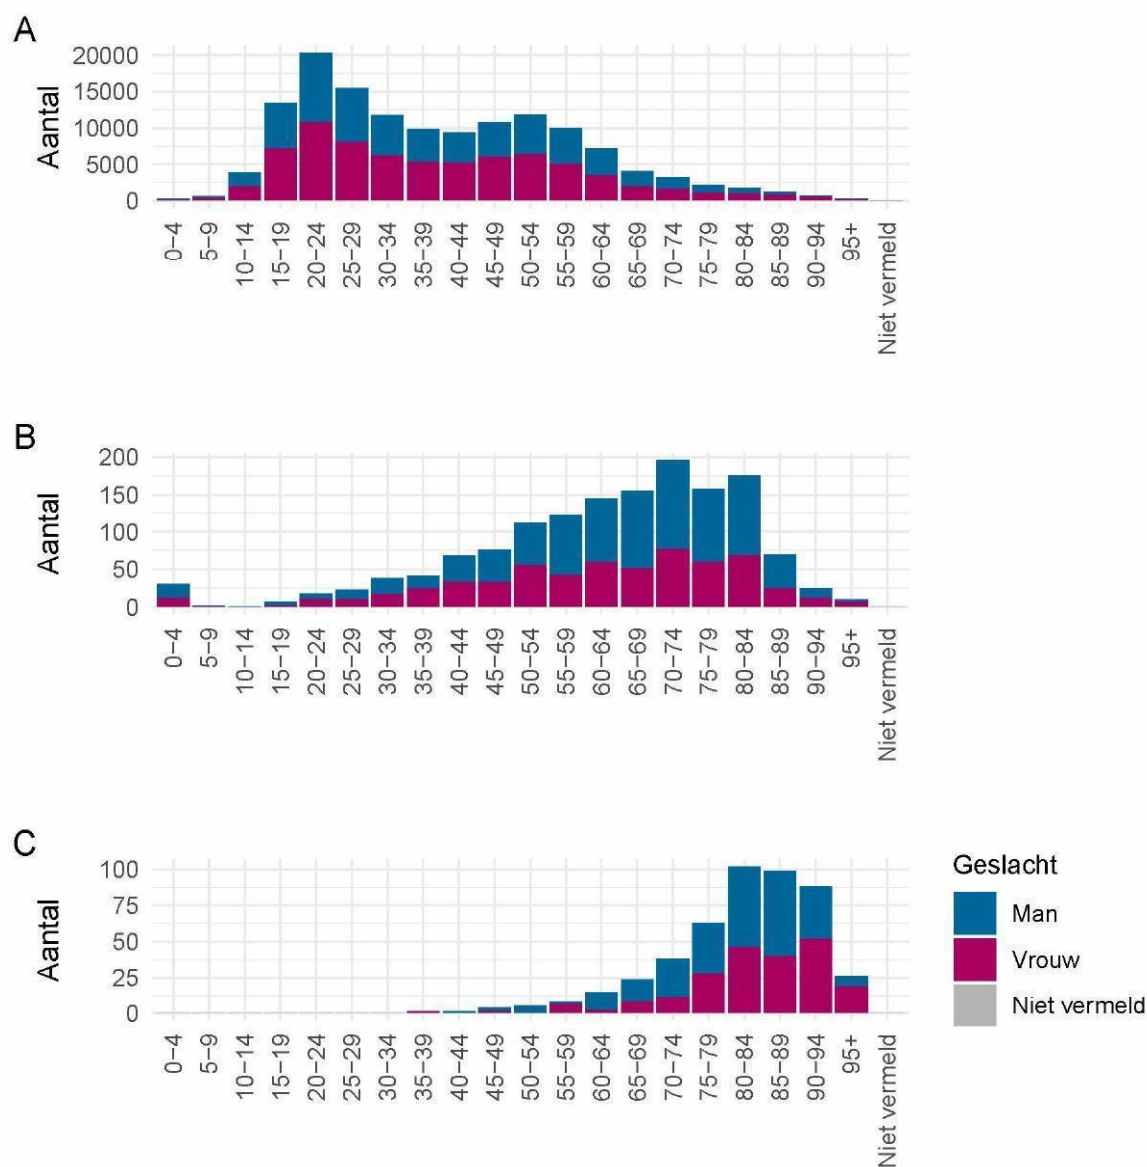 A
Aantal
20000
15000
10000
5000
0
0–4 5–9 10–14 15–19 20–24 25–29 30–34 35–39 40–44 45–49 50–54 55–59 60–64 65–69 70–74 75–79 80–84 85–89 90–94 95+ Niet vermeld
B
Aantal
200
150
100
50
0
0–4 5–9 10–14 15–19 20–24 25–29 30–34 35–39 40–44 45–49 50–54 55–59 60–64 65–69 70–74 75–79 80–84 85–89 90–94 95+ Niet vermeld
C
Aantal
100
75
50
25
0
0–4 5–9 10–14 15–19 20–24 25–29 30–34 35–39 40–44 45–49 50–54 55–59 60–64 65–69 70–74 75–79 80–84 85–89 90–94 95+ Niet vermeld
Geslacht
Man
Vrouw
Niet vermeld